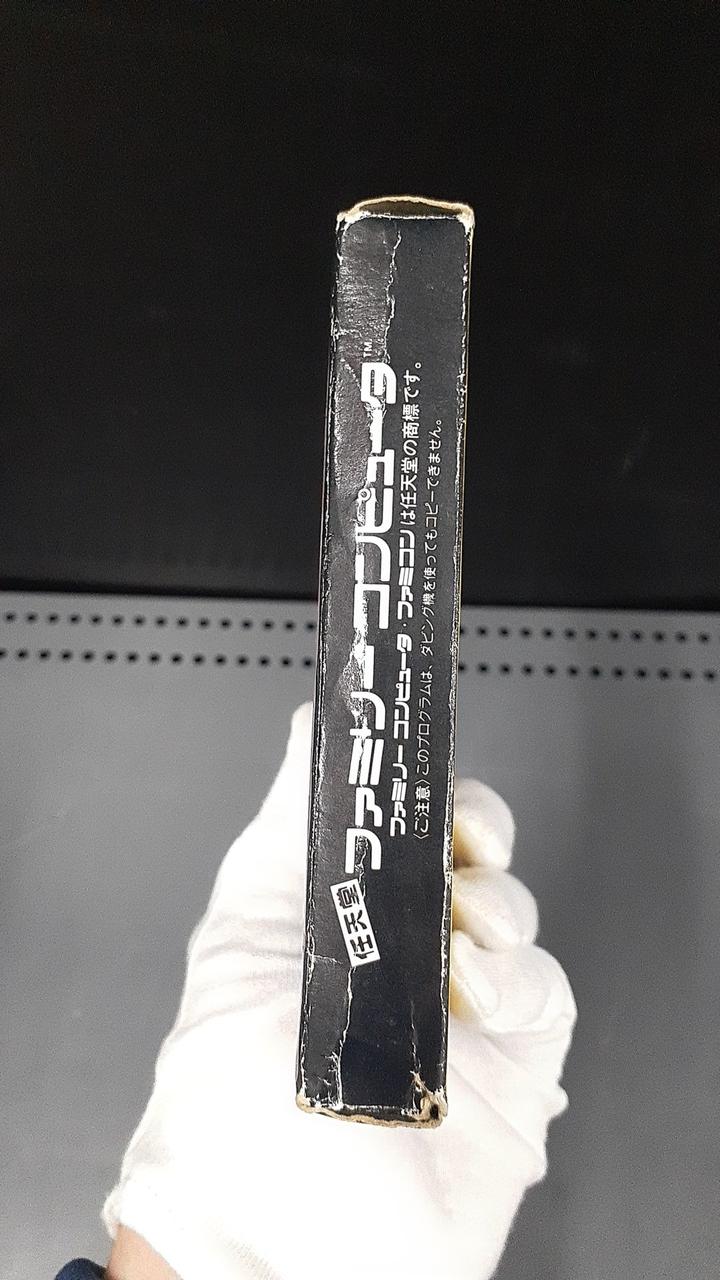 任天堂 ファミリー コンピュータ™
ファミリー コンピュータ・ファミコンは任天堂の商標です。
〈ご注意〉このプログラムは、ダビング機を使ってもコピーできません。